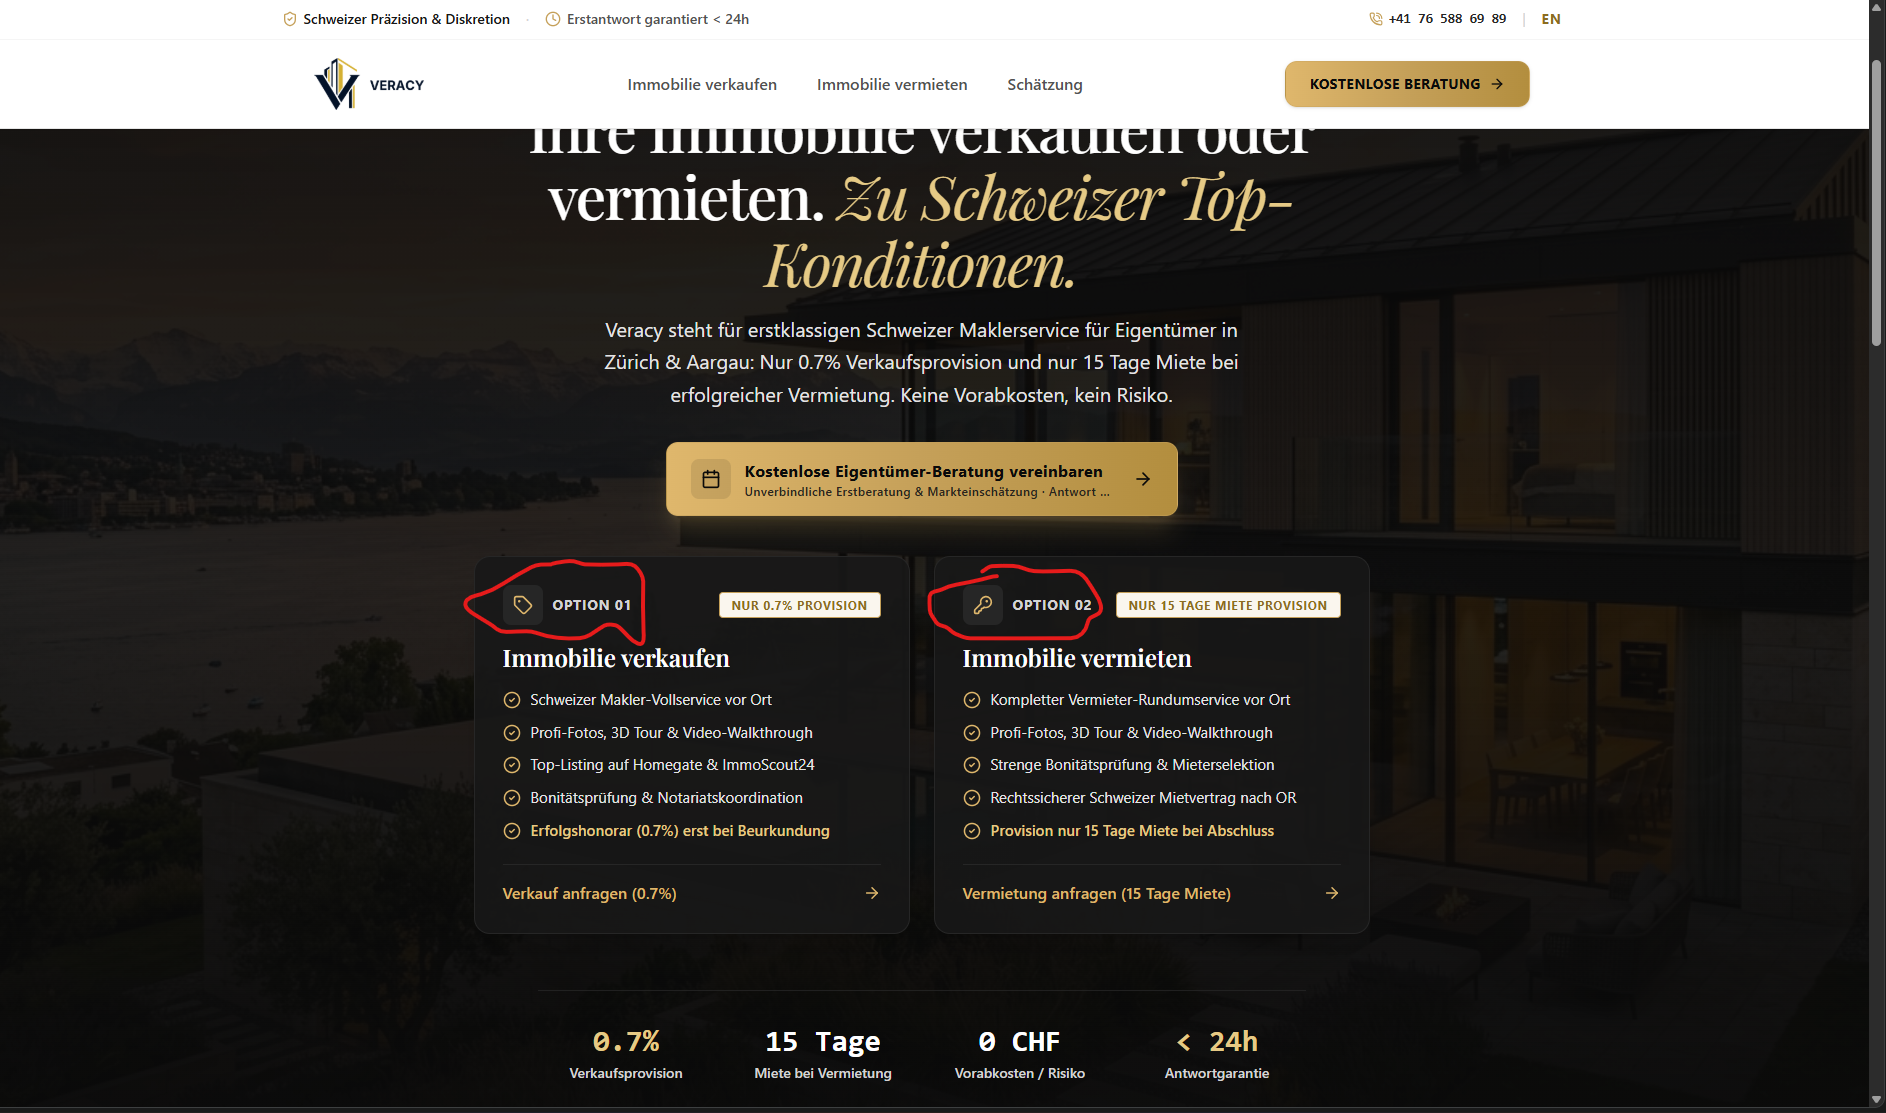 Schweizer Präzision & Diskretion · Erstantwort garantiert < 24h
+41 76 588 69 89 | EN
VERACY
Immobilie verkaufen
Immobilie vermieten
Schätzung
KOSTENLOSE BERATUNG
Ihre Immobilie verkaufen oder
vermieten. Zu Schweizer Top-
Konditionen.
Veracy steht für erstklassigen Schweizer Maklerservice für Eigentümer in
Zürich & Aargau: Nur 0.7% Verkaufsprovision und nur 15 Tage Miete bei
erfolgreicher Vermietung. Keine Vorabkosten, kein Risiko.
Kostenlose Eigentümer-Beratung vereinbaren
Unverbindliche Erstberatung & Markteinschätzung · Antwort ...
OPTION 01
NUR 0.7% PROVISION
Immobilie verkaufen
Schweizer Makler-Vollservice vor Ort
Profi-Fotos, 3D Tour & Video-Walkthrough
Top-Listing auf Homegate & ImmoScout24
Bonitätsprüfung & Notariatskoordination
Erfolgshonorar (0.7%) erst bei Beurkundung
Verkauf anfragen (0.7%)
OPTION 02
NUR 15 TAGE MIETE PROVISION
Immobilie vermieten
Kompletter Vermieter-Rundumservice vor Ort
Profi-Fotos, 3D Tour & Video-Walkthrough
Strenge Bonitätsprüfung & Mieterselektion
Rechtssicherer Schweizer Mietvertrag nach OR
Provision nur 15 Tage Miete bei Abschluss
Vermietung anfragen (15 Tage Miete)
0.7%
Verkaufsprovision
15 Tage
Miete bei Vermietung
0 CHF
Vorabkosten / Risiko
< 24h
Antwortgarantie